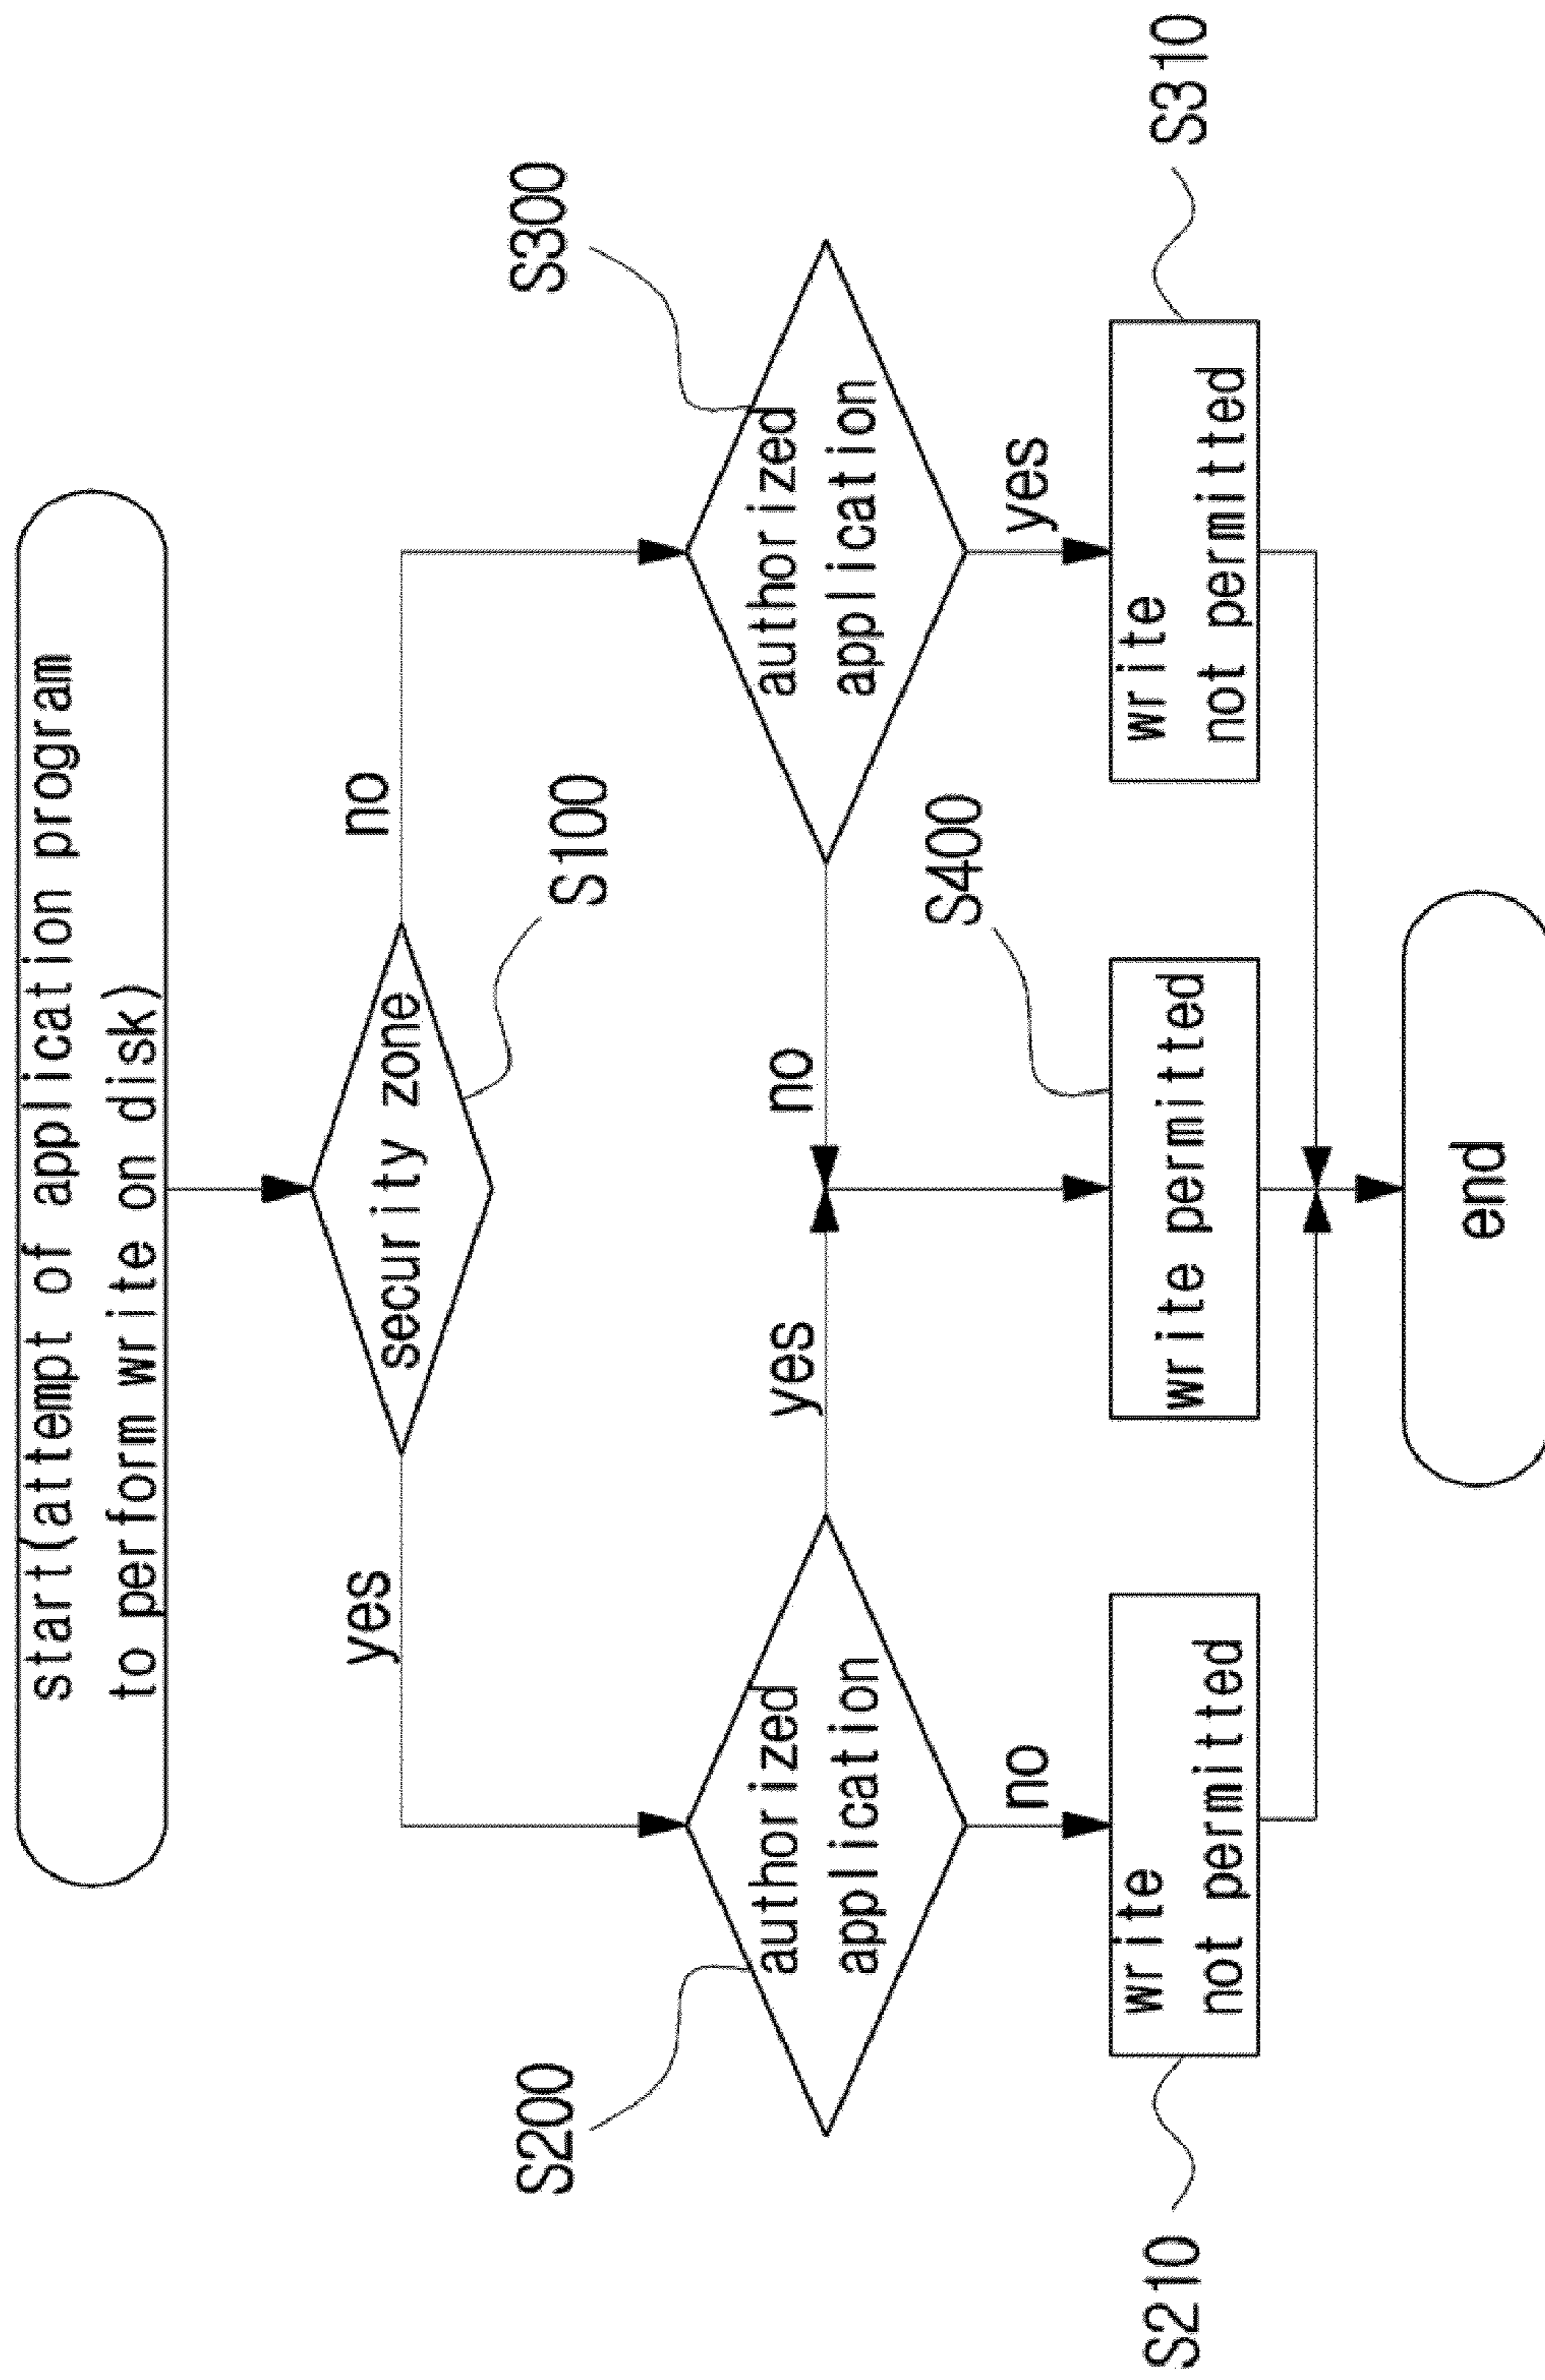 start(attempt of application program
to perform write on disk)
security zone
S100
yes
no
S200
authorized
application
yes
no
S300
authorized
application
no
S400
yes
write
not permitted
S210
write permitted
write
not permitted
S310
end